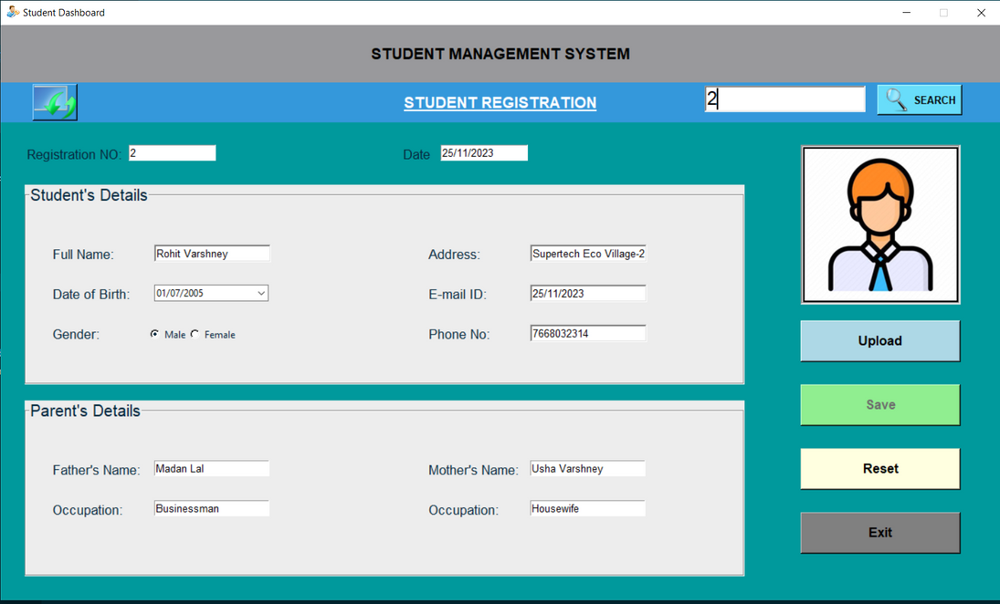 Student Dashboard
STUDENT MANAGEMENT SYSTEM
STUDENT REGISTRATION
2
SEARCH
Registration NO: 2
Date 25/11/2023
Student's Details
Full Name: Rohit Varshney
Address: Supertech Eco Village-2
Date of Birth: 01/07/2005
E-mail ID: 25/11/2023
Gender: Male Female
Phone No: 7668032314
Upload
Save
Parent's Details
Father's Name: Madan Lal
Mother's Name: Usha Varshney
Occupation: Businessman
Occupation: Housewife
Reset
Exit